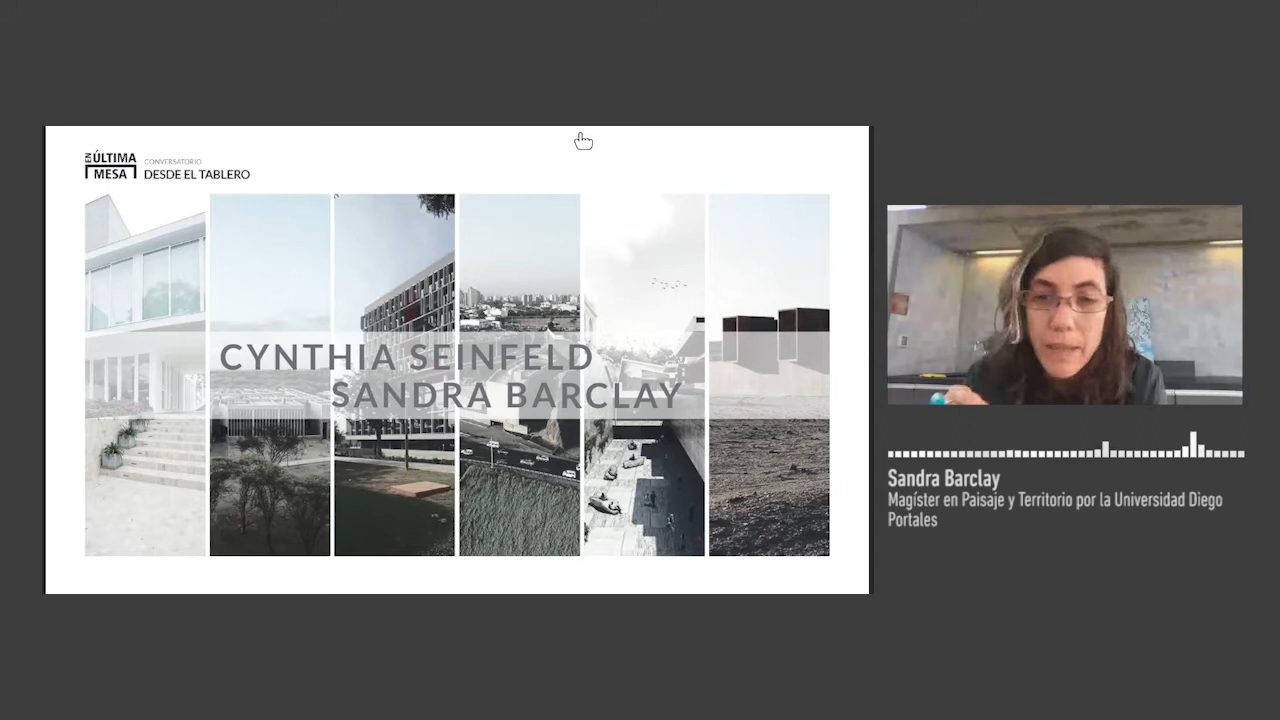 EN ÚLTIMA
MESA
CONVERSATORIO
DESDE EL TABLERO
CYNTHIA SEINFELD
SANDRA BARCLAY
Sandra Barclay
Magíster en Paisaje y Territorio por la Universidad Diego
Portales